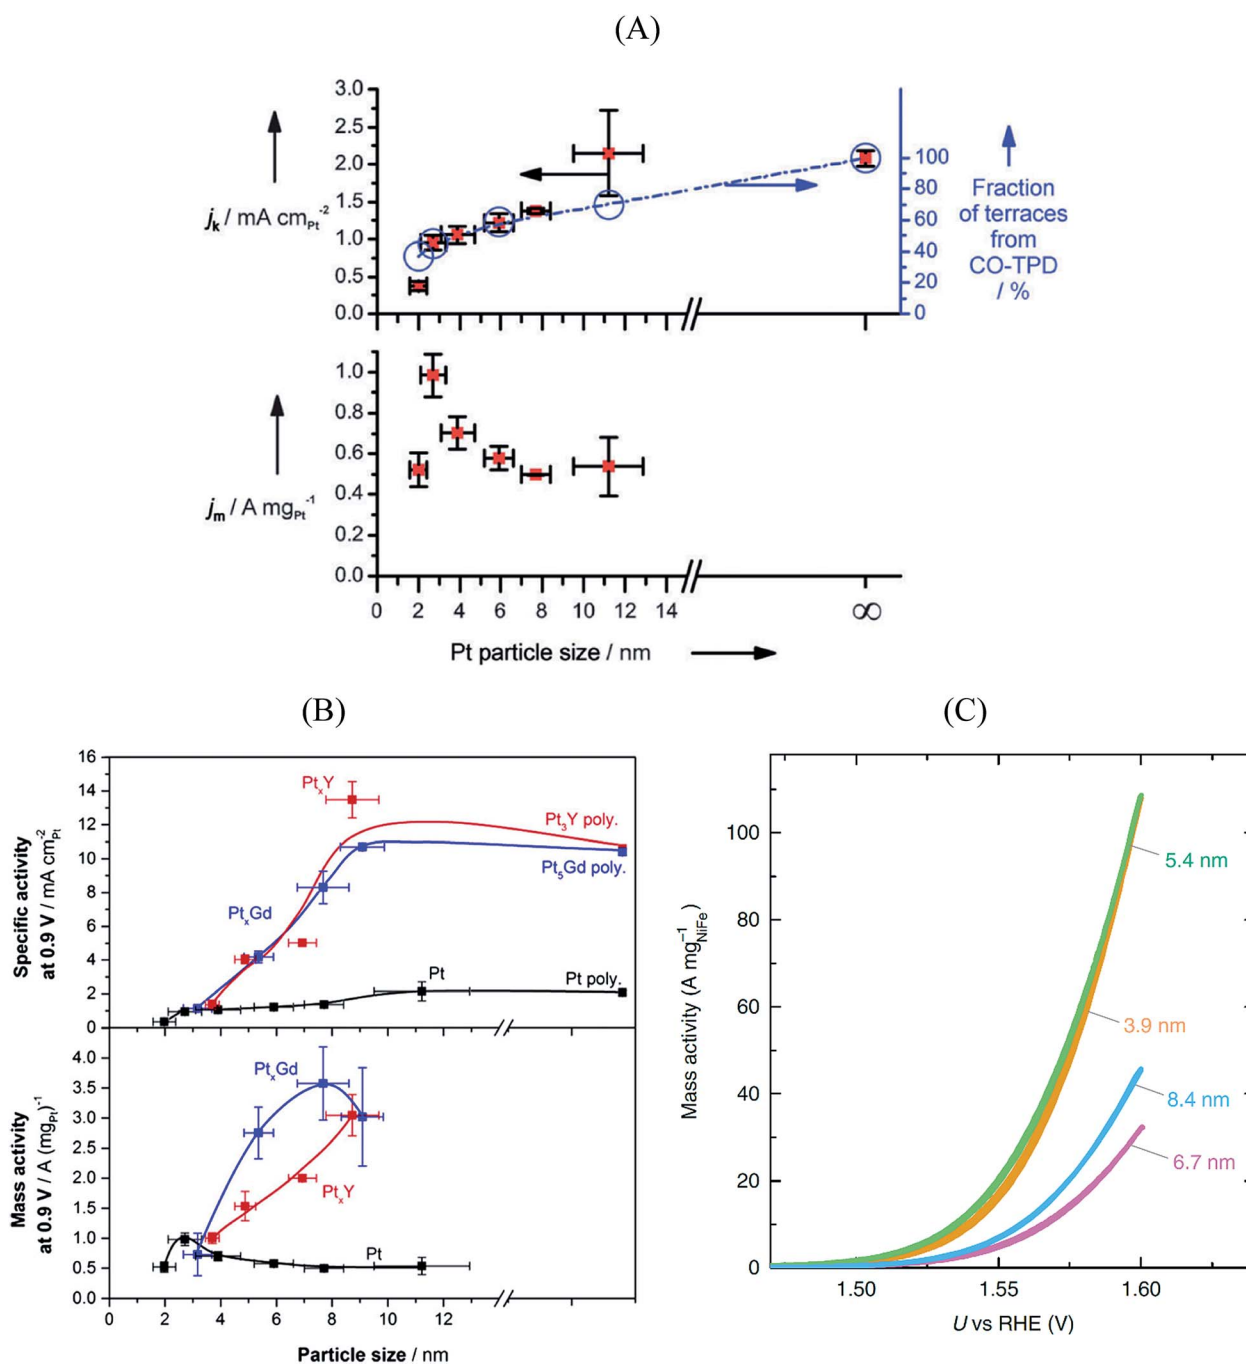 (A)
3.0
2.5
2.0
1.5
1.0
0.5
0.0
jk / mA cmPt-2
100
80
60
40
20
0
Fraction
of terraces
from
CO-TPD
/ %
1.0
0.8
0.6
0.4
0.2
0.0
jm / A mgPt-1
0 2 4 6 8 10 12 14 ∞
Pt particle size / nm
(B)
16
14
12
10
8
6
4
2
0
Specific activity
at 0.9 V / mA cm-2Pt
PtxY
Pt3Y poly.
Pt5Gd poly.
PtxGd
Pt
Pt poly.
4.0
3.5
3.0
2.5
2.0
1.5
1.0
0.5
0.0
Mass activity
at 0.9 V / A (mgPt)-1
PtxGd
PtxY
Pt
0 2 4 6 8 10 12
Particle size / nm
(C)
100
80
60
40
20
0
Mass activity (A mg-1NiFe)
5.4 nm
3.9 nm
8.4 nm
6.7 nm
1.50 1.55 1.60
U vs RHE (V)